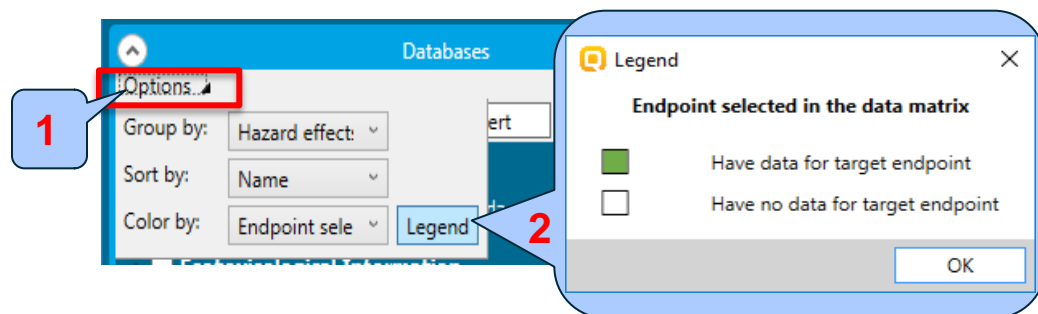 Databases
Options
1
Group by: Hazard effect:
ert
Sort by: Name
Color by: Endpoint sele Legend
2
Legend
Endpoint selected in the data matrix
Have data for target endpoint
Have no data for target endpoint
OK